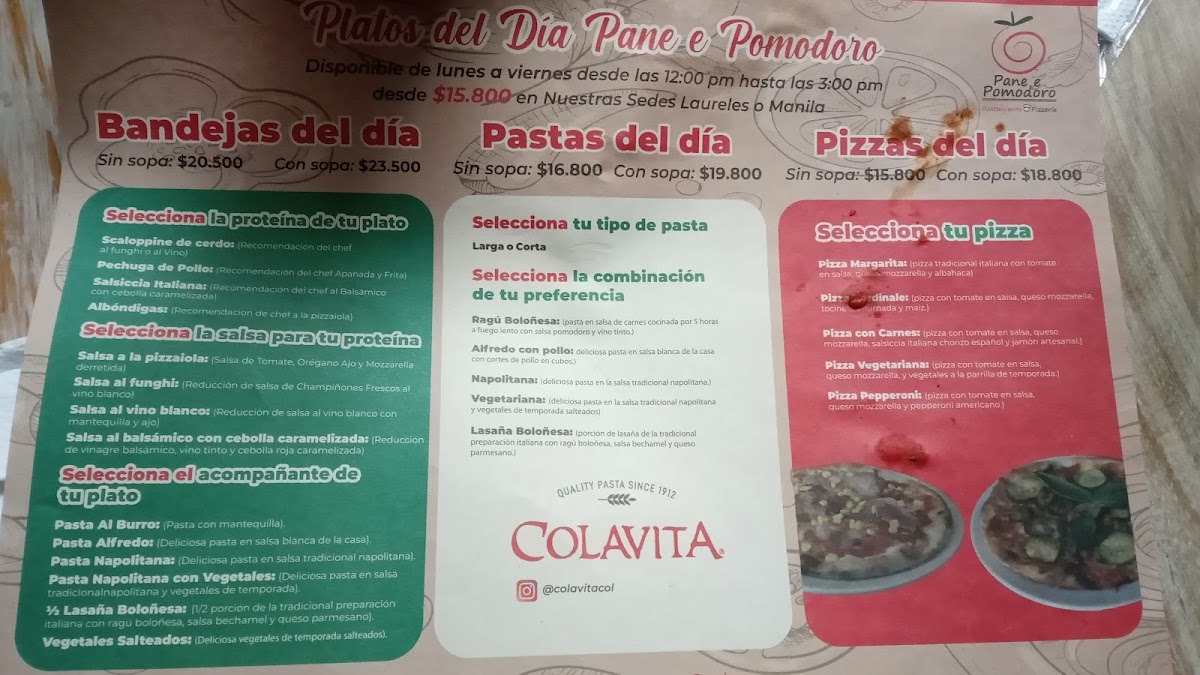 Platos del Día Pane e Pomodoro
Disponible de lunes a viernes desde las 12:00 pm hasta las 3:00 pm
desde $15.800 en Nuestras Sedes Laureles o Manila
Pane e
Pomodoro
Restaurante & Pizzería
Bandejas del día
Sin sopa: $20.500 Con sopa: $23.500
Selecciona la proteína de tu plato
Scaloppine de cerdo: (Recomendacion del chef
al funghi o al Vino)
Pechuga de Pollo: (Recomendacion del chef Apanada y Frita)
Salsiccia Italiana: (Recomendación del chef al Balsámico
con cebolla caramelizada)
Albóndigas: (Recomendacion de chef a la pizzaiola)
Selecciona la salsa para tu proteína
Salsa a la pizzaiola: (Salsa de Tomate, Orégano Ajo y Mozzarella
derretida)
Salsa al funghi: (Reducción de salsa de Champiñones Frescos al
vino blanco)
Salsa al vino blanco: (Reducción de salsa al vino blanco con
mantequilla y ajo)
Salsa al balsámico con cebolla caramelizada: (Reducción
de vinagre balsámico, vino tinto y cebolla roja caramelizada)
Selecciona el acompañante de
tu plato
Pasta Al Burro: (Pasta con mantequilla).
Pasta Alfredo: (Deliciosa pasta en salsa blanca de la casa).
Pasta Napolitana: (Deliciosa pasta en salsa tradicional napolitana).
Pasta Napolitana con Vegetales: (Deliciosa pasta en salsa
tradicionalnapolitana y vegetales de temporada).
½ Lasaña Boloñesa: (1/2 porción de la tradicional preparación
italiana con ragú boloñesa, salsa bechamel y queso parmesano).
Vegetales Salteados: (Deliciosa vegetales de temporada salteados).
Pastas del día
Sin sopa: $16.800 Con sopa: $19.800
Selecciona tu tipo de pasta
Larga o Corta
Selecciona la combinación
de tu preferencia
Ragú Boloñesa: (pasta en salsa de carnes cocinada por 5 horas
a fuego lento con salsa pomodoro y vino tinto.)
Alfredo con pollo: deliciosa pasta en salsa blanca de la casa
con cortes de pollo en cubos.)
Napolitana: (deliciosa pasta en la salsa tradicional napolitana.)
Vegetariana: (deliciosa pasta en la salsa tradicional napolitana
y vegetales de temporada salteados)
Lasaña Boloñesa: (porción de lasaña de la tradicional
preparación italiana con ragú boloñesa, salsa bechamel y queso
parmesano.)
QUALITY PASTA SINCE 1912
COLAVITA®
@colavitacol
Pizzas del día
Sin sopa: $15.800 Con sopa: $18.800
Selecciona tu pizza
Pizza Margarita: (pizza tradicional italiana con tomate
en salsa, queso mozzarella y albahaca)
Pizza (pizza con tomate en salsa, queso mozzarella,
y maiz.)
Pizza con Carnes: (pizza con tomate en salsa, queso
mozzarella, salsiccia italiana chorizo español y jamón artesanal.)
Pizza Vegetariana: (pizza con tomate en salsa,
queso mozzarella, y vegetales a la parrilla de temporada.)
Pizza Pepperoni: (pizza con tomate en salsa,
queso mozzarella y pepperoni americano.)